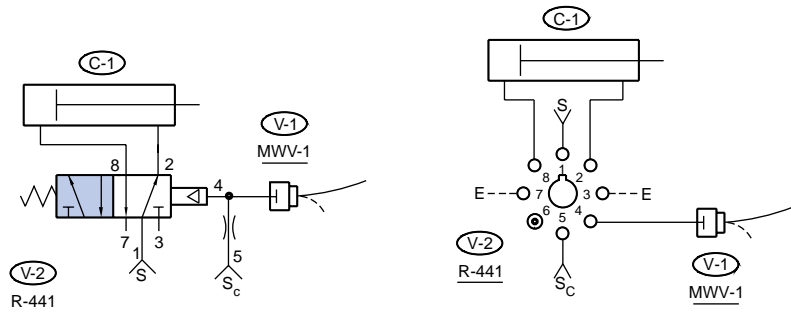 C-1
V-1
MWV-1
8 2
4
7 1 3
S
5
Sc
V-2
R-441
C-1
S
1
8 2
E 7 3 E
6 5 4
V-2
R-441
Sc
V-1
MWV-1